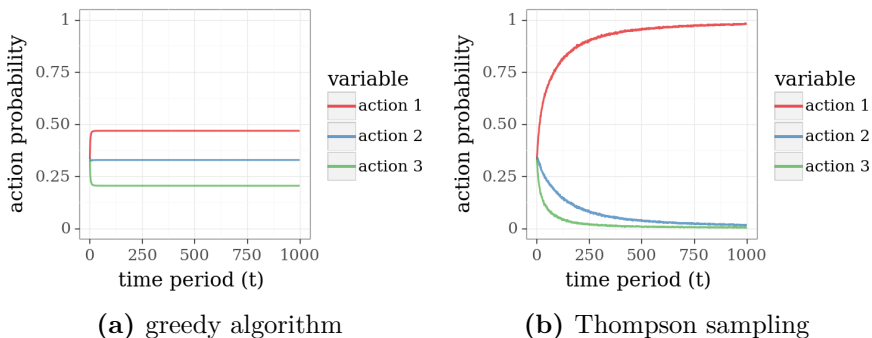 1
0.75
0.50
0.25
0
action probability
0
250
500
750
1000
time period (t)
variable
action 1
action 2
action 3
(a) greedy algorithm
1
0.75
0.50
0.25
0
action probability
0
250
500
750
1000
time period (t)
variable
action 1
action 2
action 3
(b) Thompson sampling